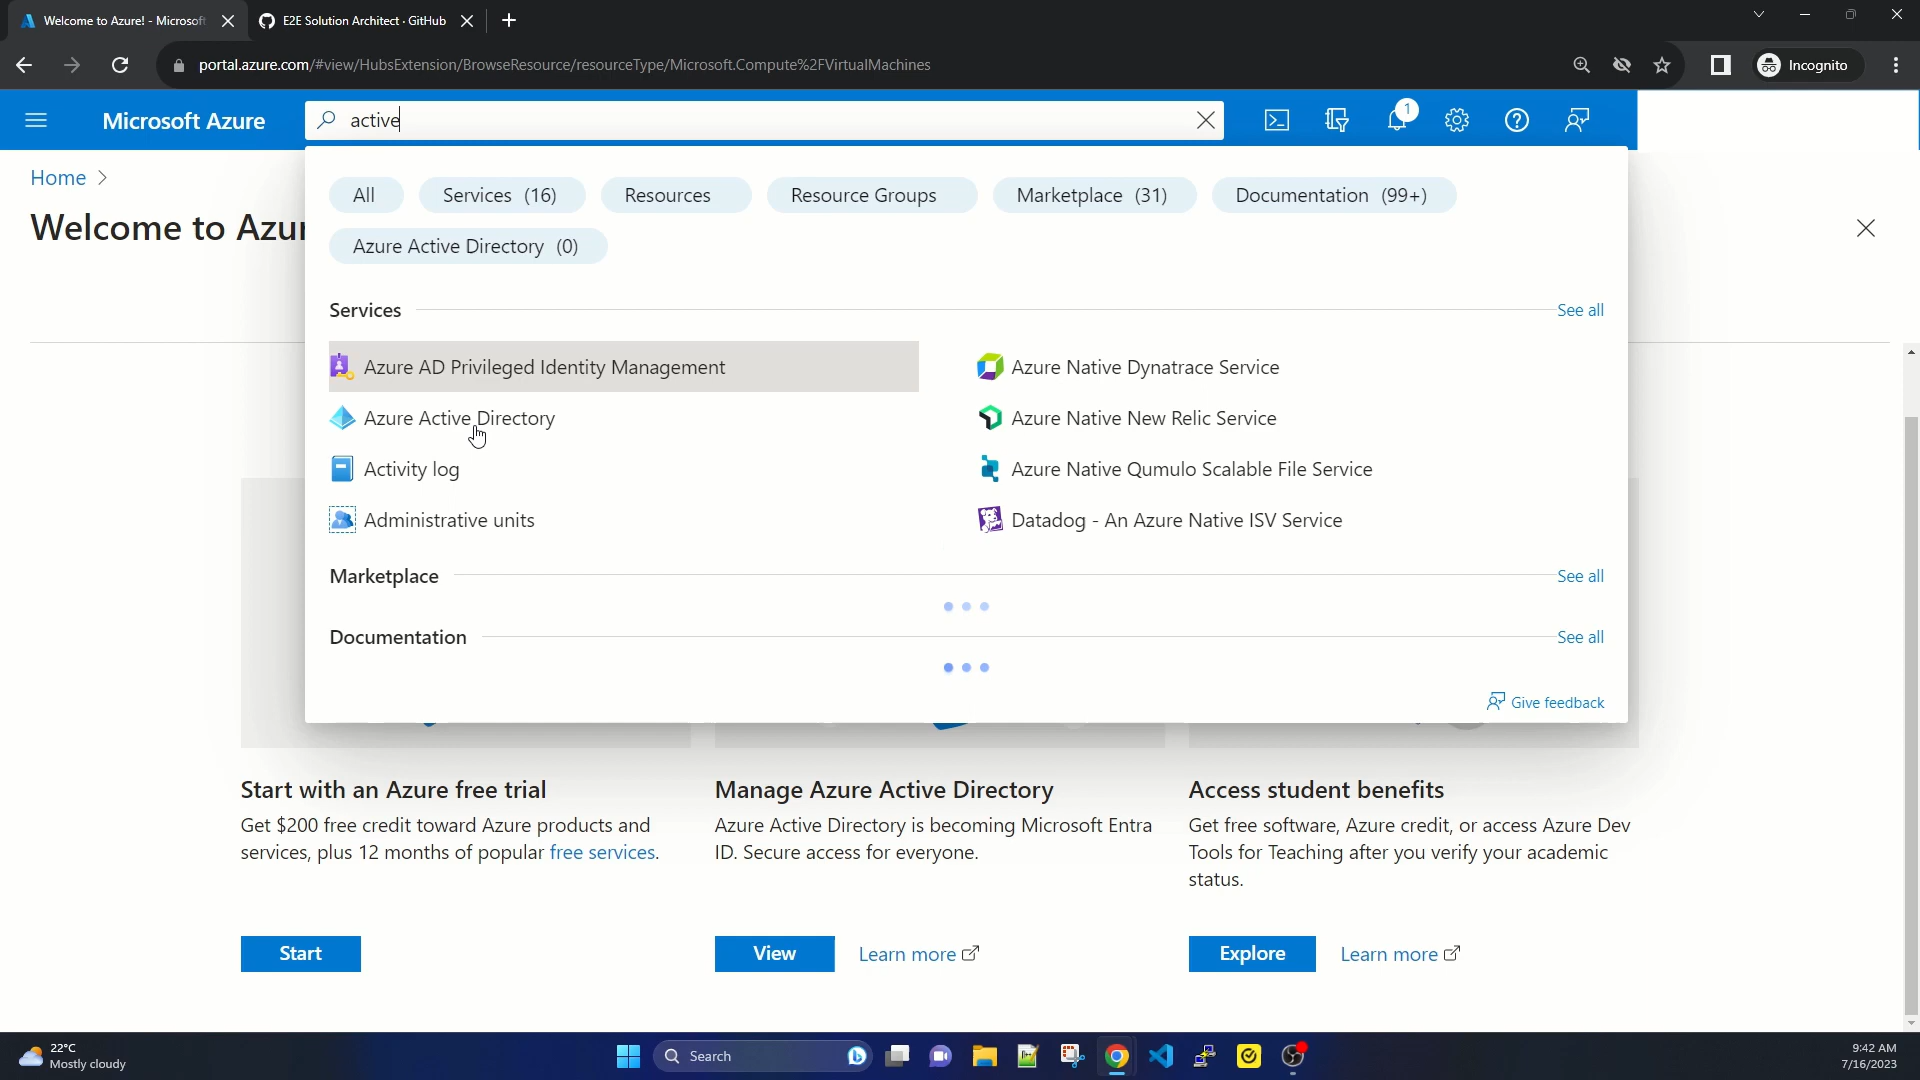 Welcome to Azure! - Microsoft
E2E Solution Architect · GitHub
portal.azure.com/#view/HubsExtension/BrowseResource/resourceType/Microsoft.Compute%2FVirtualMachines
Incognito
Microsoft Azure
active
1
Home >
Welcome to Azur
All
Services (16)
Resources
Resource Groups
Marketplace (31)
Documentation (99+)
Azure Active Directory (0)
Services
See all
Azure AD Privileged Identity Management
Azure Native Dynatrace Service
Azure Active Directory
Azure Native New Relic Service
Activity log
Azure Native Qumulo Scalable File Service
Administrative units
Datadog - An Azure Native ISV Service
Marketplace
See all
Documentation
See all
Give feedback
Start with an Azure free trial
Get $200 free credit toward Azure products and
services, plus 12 months of popular free services.
Start
Manage Azure Active Directory
Azure Active Directory is becoming Microsoft Entra
ID. Secure access for everyone.
View
Learn more
Access student benefits
Get free software, Azure credit, or access Azure Dev
Tools for Teaching after you verify your academic
status.
Explore
Learn more
22°C
Mostly cloudy
Search
9:42 AM
7/16/2023